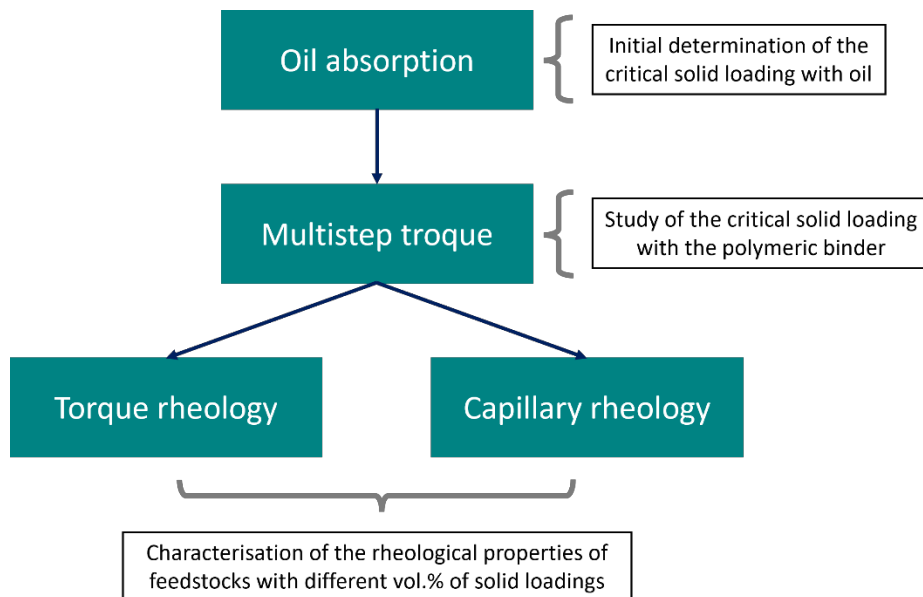 Oil absorption
Initial determination of the
critical solid loading with oil
Multistep troque
Study of the critical solid loading
with the polymeric binder
Torque rheology
Capillary rheology
Characterisation of the rheological properties of
feedstocks with different vol.% of solid loadings